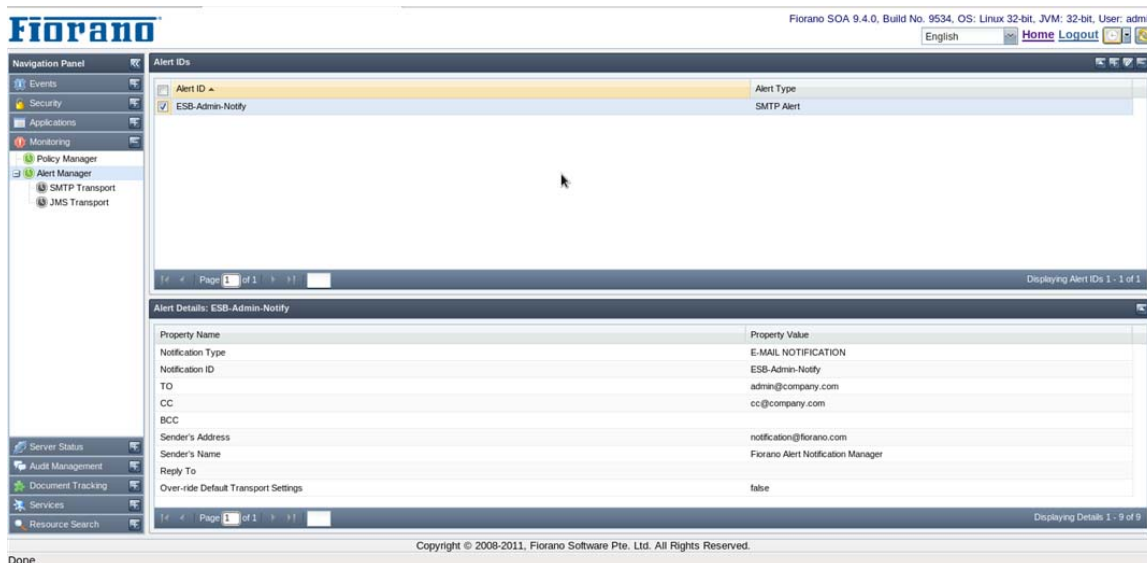 Fiorano
Fiorano SOA 9.4.0, Build No. 9534, OS: Linux 32-bit, JVM: 32-bit, User: adm
English Home Logout
Navigation Panel
Events
Security
Applications
Monitoring
Policy Manager
Alert Manager
SMTP Transport
JMS Transport
Server Status
Audit Management
Document Tracking
Services
Resource Search
Alert IDs
Alert ID Alert Type
ESB-Admin-Notify SMTP Alert
Page 1 of 1 Displaying Alert IDs 1 - 1 of 1
Alert Details: ESB-Admin-Notify
Property Name Property Value
Notification Type E-MAIL NOTIFICATION
Notification ID ESB-Admin-Notify
TO admin@company.com
CC cc@company.com
BCC
Sender's Address notification@fiorano.com
Sender's Name Fiorano Alert Notification Manager
Reply To
Over-ride Default Transport Settings false
Page 1 of 1 Displaying Details 1 - 9 of 9
Copyright © 2008-2011, Fiorano Software Pte. Ltd. All Rights Reserved.
Done